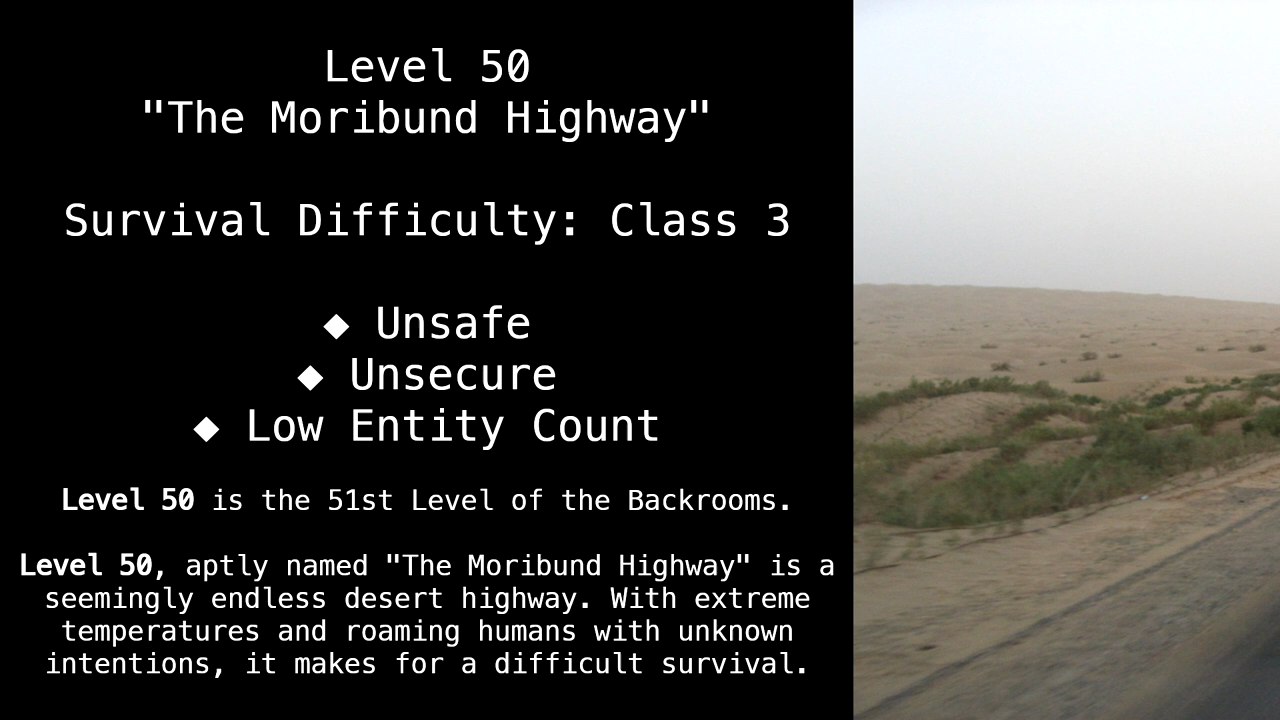 Level 50
"The Moribund Highway"
Survival Difficulty: Class 3
◆ Unsafe
◆ Unsecure
◆ Low Entity Count
Level 50 is the 51st Level of the Backrooms.
Level 50, aptly named "The Moribund Highway" is a
seemingly endless desert highway. With extreme
temperatures and roaming humans with unknown
intentions, it makes for a difficult survival.